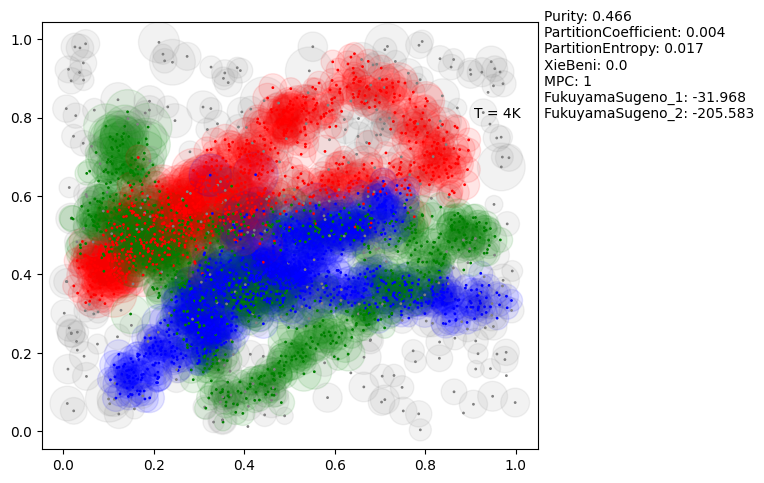 Purity: 0.466
PartitionCoefficient: 0.004
PartitionEntropy: 0.017
XieBeni: 0.0
MPC: 1
FukuyamaSugeno_1: -31.968
FukuyamaSugeno_2: -205.583
T = 4K
1.0
0.8
0.6
0.4
0.2
0.0
0.0 0.2 0.4 0.6 0.8 1.0